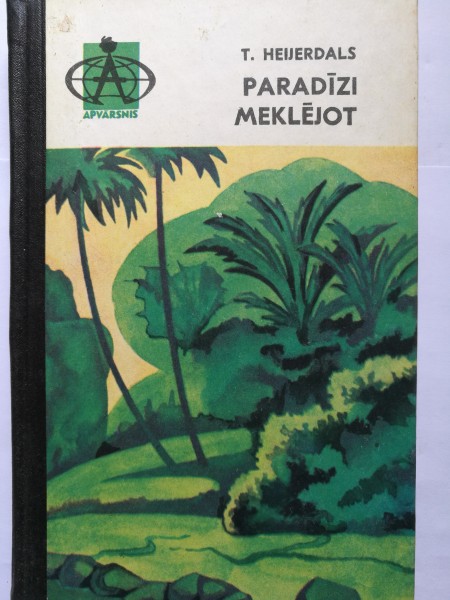 T. HEIJERDALS
PARADĪZI
MEKLĒJOT
APVĀRSNIS